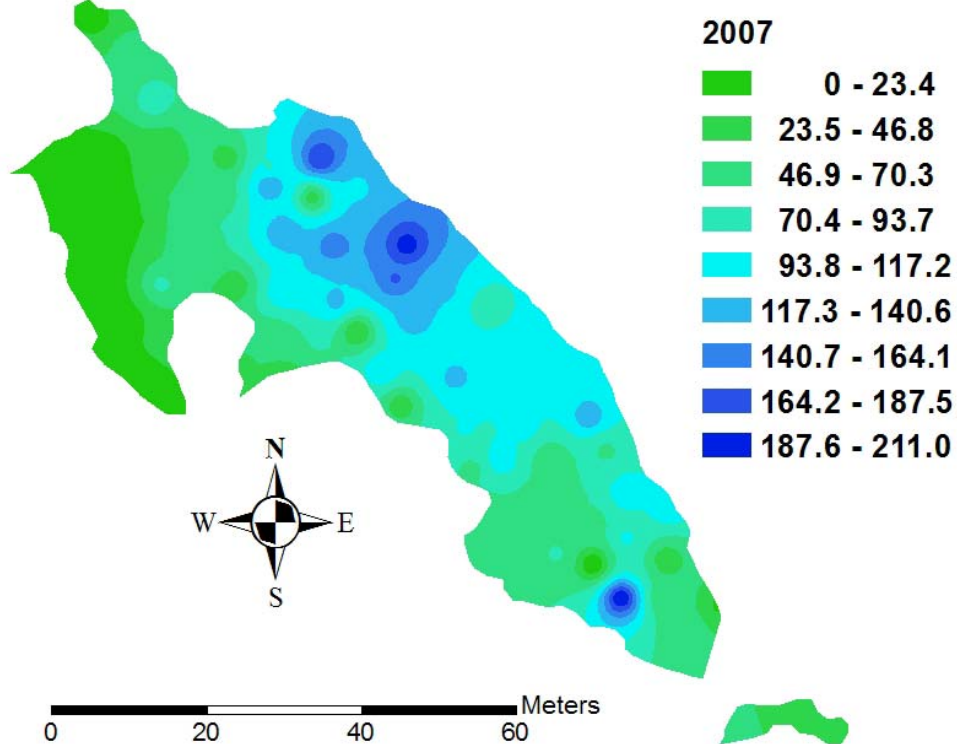 2007
0 - 23.4
23.5 - 46.8
46.9 - 70.3
70.4 - 93.7
93.8 - 117.2
117.3 - 140.6
140.7 - 164.1
164.2 - 187.5
187.6 - 211.0
N
W E
S
Meters
0 20 40 60